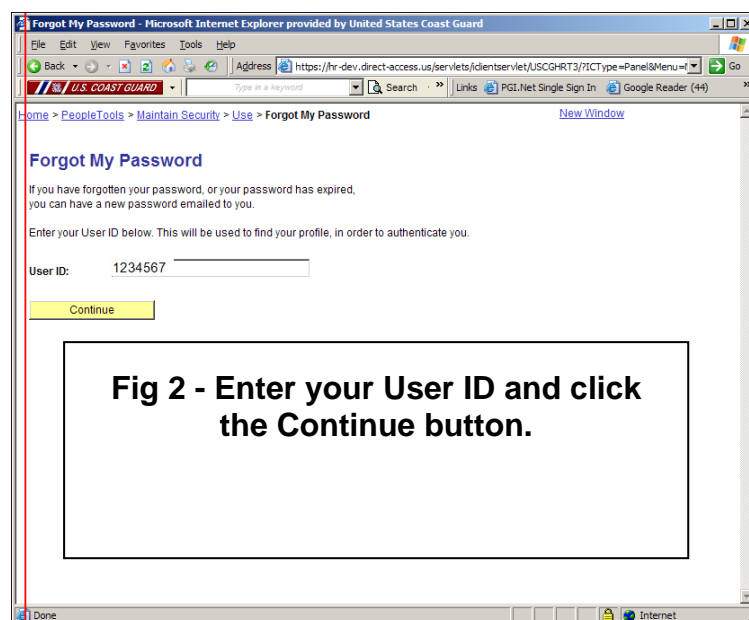 Forgot My Password - Microsoft Internet Explorer provided by United States Coast Guard
File Edit View Favorites Tools Help
Back Address https://hr-dev.direct-access.us/servlets/iclientservlet/USCGHRT3/?ICType=Panel&Menu= Go
U.S. COAST GUARD Type in a keyword Search » Links PGI.Net Single Sign In Google Reader (44) »
Home > PeopleTools > Maintain Security > Use > Forgot My Password New Window
Forgot My Password
If you have forgotten your password, or your password has expired,
you can have a new password emailed to you.
Enter your User ID below. This will be used to find your profile, in order to authenticate you.
User ID: 1234567
Continue
Fig 2 - Enter your User ID and click
the Continue button.
Done Internet